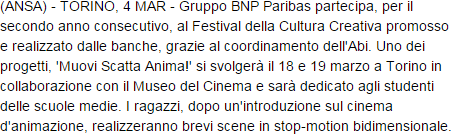 (ANSA) - TORINO, 4 MAR - Gruppo BNP Paribas partecipa, per il
secondo anno consecutivo, al Festival della Cultura Creativa promosso
e realizzato dalle banche, grazie al coordinamento dell'Abi. Uno dei
progetti, 'Muovi Scatta Anima!' si svolgerà il 18 e 19 marzo a Torino in
collaborazione con il Museo del Cinema e sarà dedicato agli studenti
delle scuole medie. I ragazzi, dopo un'introduzione sul cinema
d'animazione, realizzeranno brevi scene in stop-motion bidimensionale.